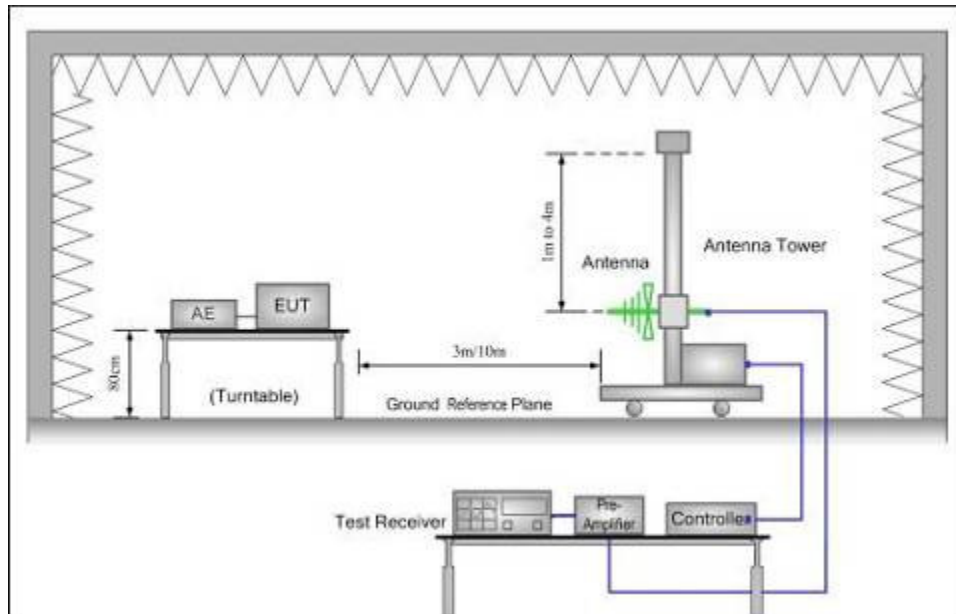 1m to 4m
Antenna
Antenna Tower
AE
EUT
80cm
3m/10m
(Turntable)
Ground Reference Plane
Test Receiver
Pre-
Amplifier
Controller